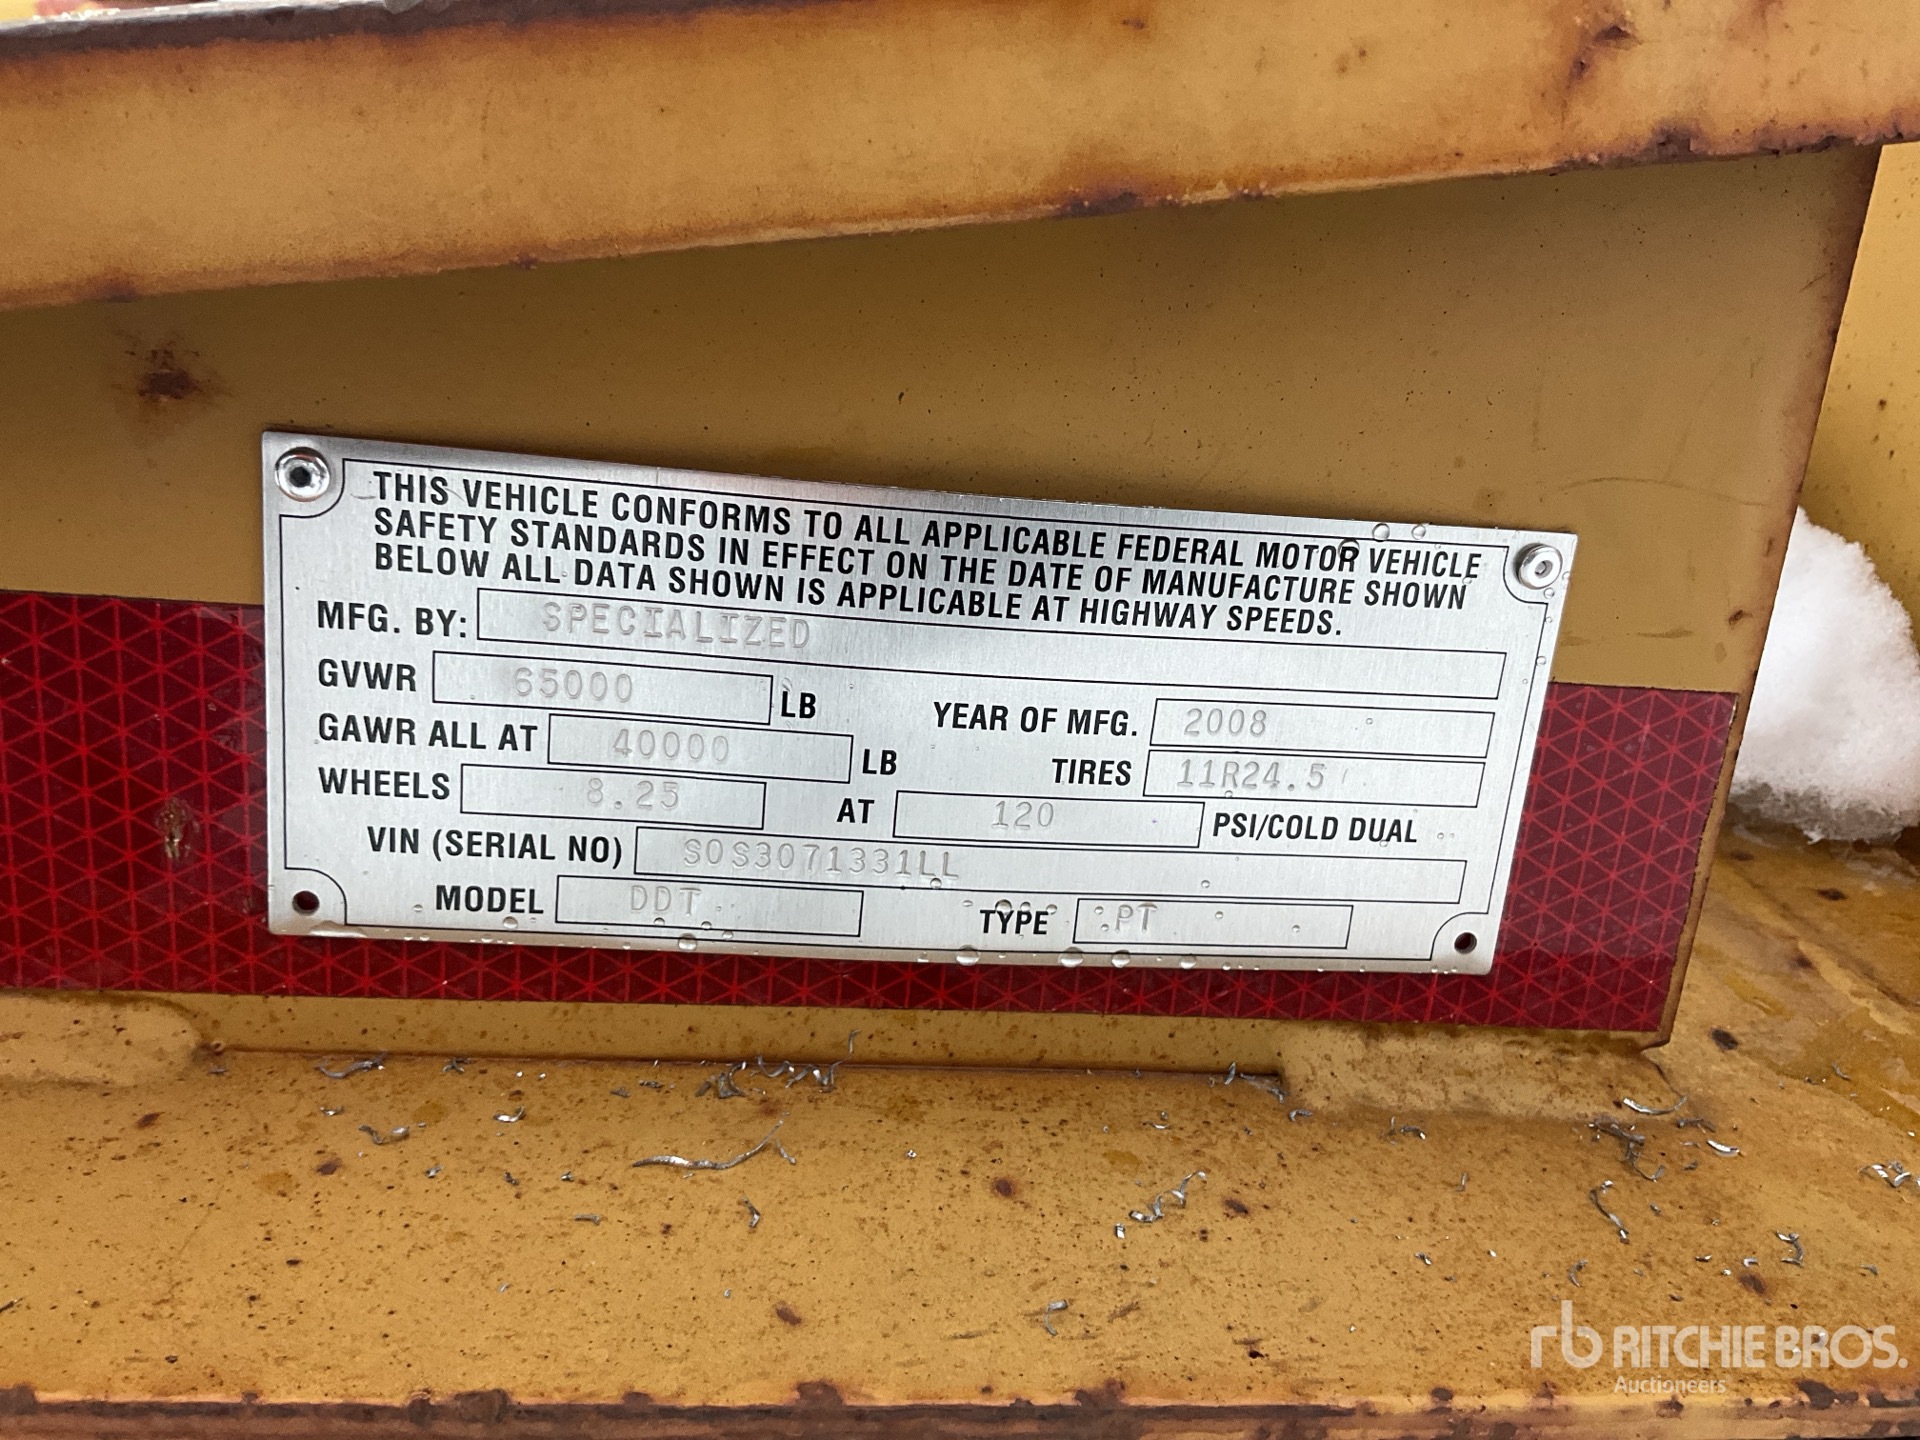 THIS VEHICLE CONFORMS TO ALL APPLICABLE FEDERAL MOTOR VEHICLE
SAFETY STANDARDS IN EFFECT ON THE DATE OF MANUFACTURE SHOWN
BELOW ALL DATA SHOWN IS APPLICABLE AT HIGHWAY SPEEDS.
MFG. BY: SPECIALIZED
GVWR 65000 LB YEAR OF MFG. 2008
GAWR ALL AT 40000 LB TIRES 11R24.5
WHEELS 8.25 AT 120 PSI/COLD DUAL
VIN (SERIAL NO) S0S3071331LL
MODEL DDT TYPE PT
rb RITCHIE BROS.
Auctioneers